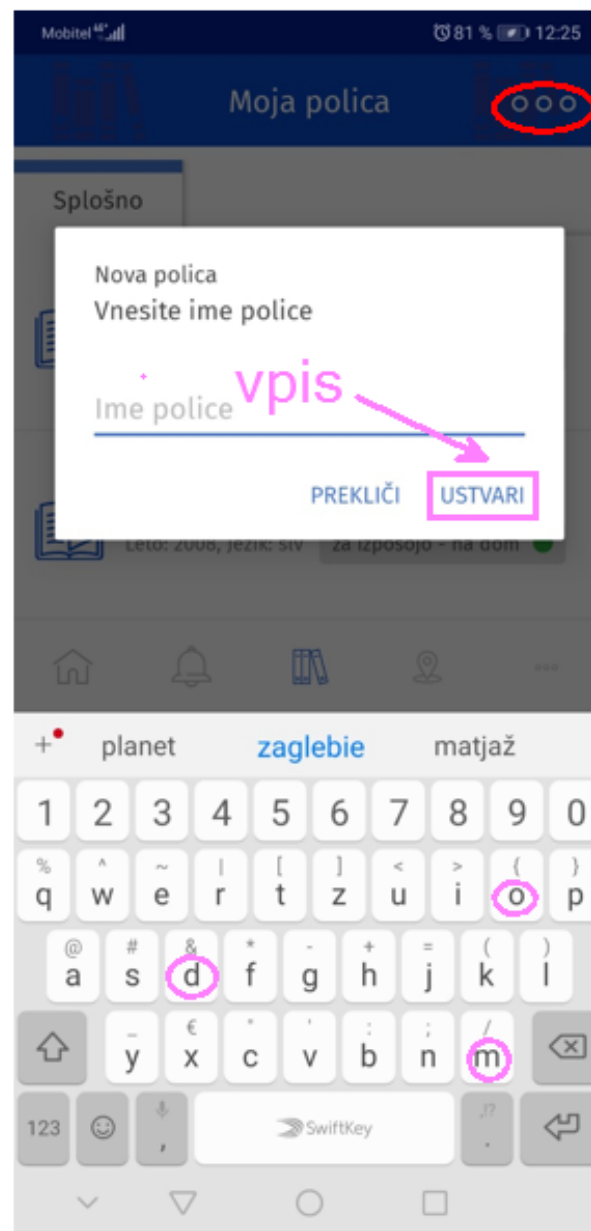 Mobitel 81 % 12:25
Moja polica
Splošno
Nova polica
Vnesite ime police
vpis
Ime police
PREKLIČI USTVARI
Leto: 2008, Jezik: slv za izposojo - na dom
planet zaglebie matjaž
1 2 3 4 5 6 7 8 9 0
% ^ ~ | [ ] < > { }
q w e r t z u i o p
@ # & * - + = ( )
a s d f g h j k l
_ € " ' : ; /
y x c v b n m
123 , SwiftKey ,!? .